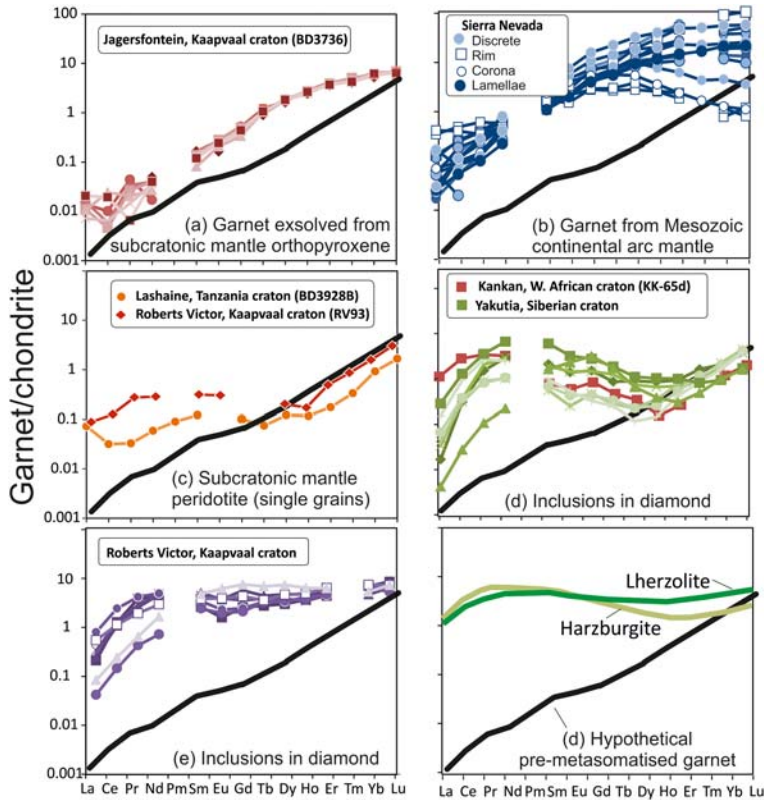 Garnet/chondrite
100
10
1
0.1
0.01
0.001
Jagersfontein, Kaapvaal craton (BD3736)
(a) Garnet exsolved from
subcratonic mantle orthopyroxene
Sierra Nevada
Discrete
Rim
Corona
Lamellae
(b) Garnet from Mesozoic
continental arc mantle
10
1
0.1
0.01
0.001
Lashaine, Tanzania craton (BD3928B)
Roberts Victor, Kaapvaal craton (RV93)
(c) Subcratonic mantle
peridotite (single grains)
Kankan, W. African craton (KK-65d)
Yakutia, Siberian craton
(d) Inclusions in diamond
10
1
0.1
0.01
0.001
Roberts Victor, Kaapvaal craton
(e) Inclusions in diamond
La Ce Pr Nd Pm Sm Eu Gd Tb Dy Ho Er Tm Yb Lu
Lherzolite
Harzburgite
(d) Hypothetical
pre-metasomatised garnet
La Ce Pr Nd Pm Sm Eu Gd Tb Dy Ho Er Tm Yb Lu